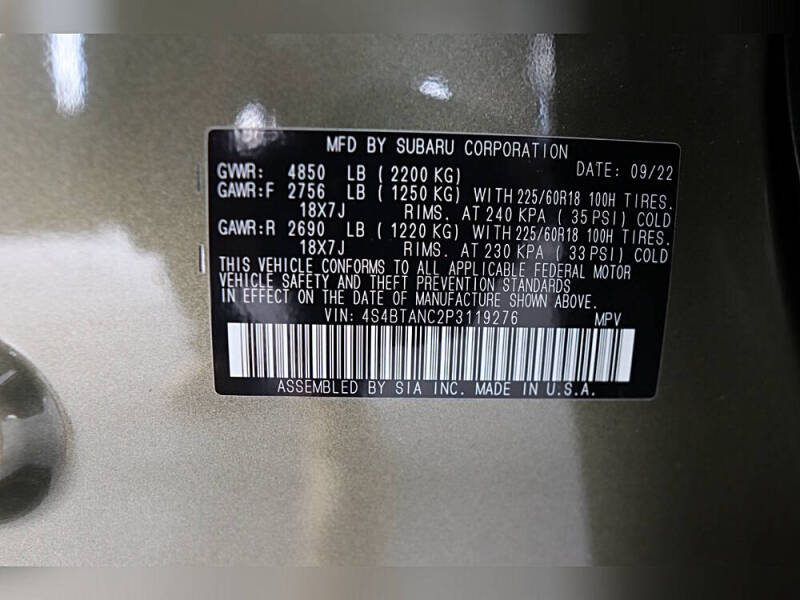 MFD BY SUBARU CORPORATION
GVWR: 4850 LB ( 2200 KG) DATE: 09/22
GAWR:F 2756 LB ( 1250 KG) WITH 225/60R18 100H TIRES.
18X7J RIMS. AT 240 KPA ( 35 PSI) COLD
GAWR:R 2690 LB ( 1220 KG) WITH 225/60R18 100H TIRES.
18X7J RIMS. AT 230 KPA ( 33 PSI) COLD
THIS VEHICLE CONFORMS TO ALL APPLICABLE FEDERAL MOTOR
VEHICLE SAFETY AND THEFT PREVENTION STANDARDS
IN EFFECT ON THE DATE OF MANUFACTURE SHOWN ABOVE.
VIN: 4S4BTANC2P3119276 MPV
ASSEMBLED BY SIA INC. MADE IN U.S.A.